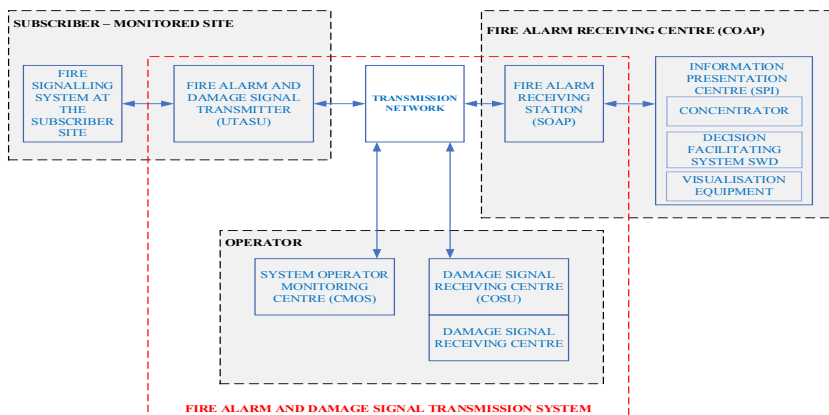 SUBSCRIBER – MONITORED SITE
FIRE
SIGNALLING
SYSTEM AT
THE
SUBSCRIBER
SITE
FIRE ALARM AND
DAMAGE SIGNAL
TRANSMITTER
(UTASU)
TRANSMISSION
NETWORK
FIRE ALARM RECEIVING CENTRE (COAP)
FIRE ALARM
RECEIVING
STATION
(SOAP)
INFORMATION
PRESENTATION
CENTRE (SPI)
CONCENTRATOR
DECISION
FACILITATING
SYSTEM SWD
VISUALISATION
EQUIPMENT
OPERATOR
SYSTEM OPERATOR
MONITORING
CENTRE (CMOS)
DAMAGE SIGNAL
RECEIVING CENTRE
(COSU)
DAMAGE SIGNAL
RECEIVING CENTRE
FIRE ALARM AND DAMAGE SIGNAL TRANSMISSION SYSTEM